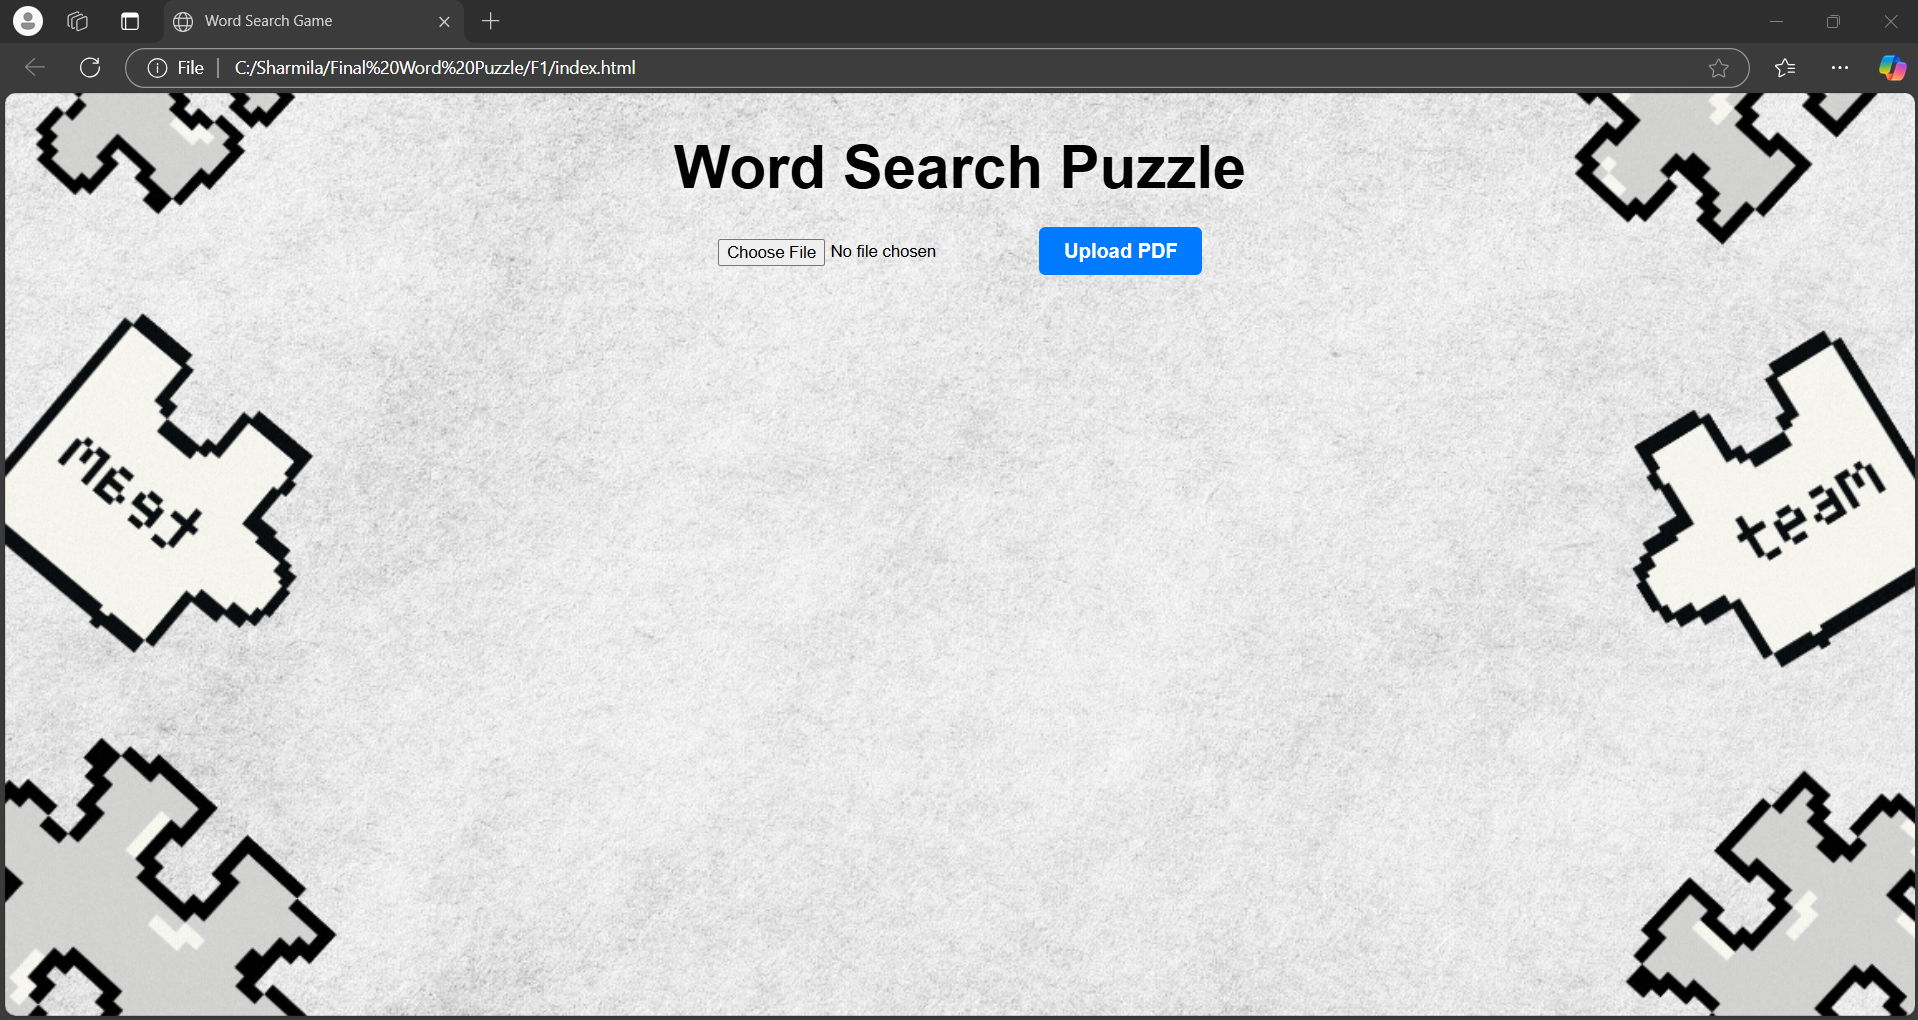 Word Search Game
File
C:/Sharmila/Final%20Word%20Puzzle/F1/index.html
Word Search Puzzle
Choose File No file chosen
Upload PDF
team